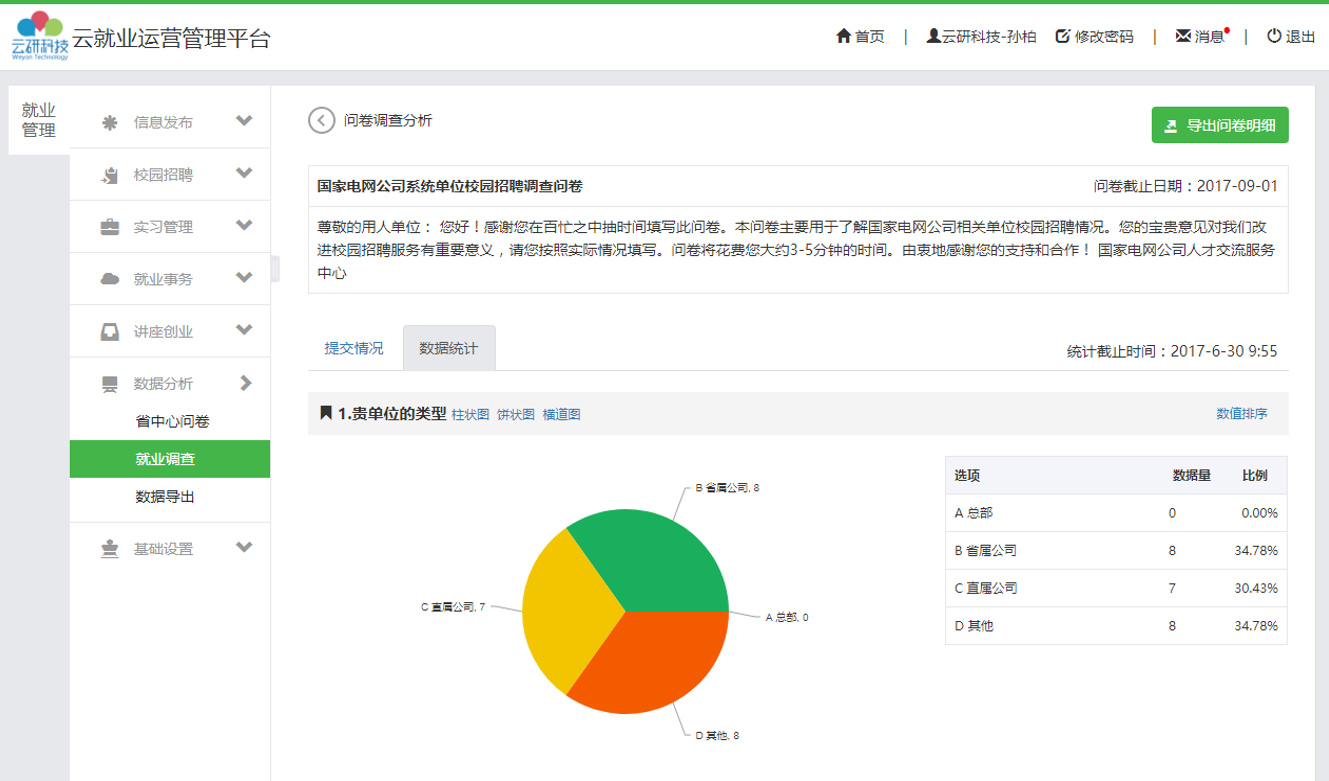 云研科技
Weyon Technology
云就业运营管理平台
首页 | 云研科技-孙柏 修改密码 | 消息 | 退出
就业
管理
信息发布
校园招聘
实习管理
就业事务
讲座创业
数据分析
省中心问卷
就业调查
数据导出
基础设置
问卷调查分析
导出问卷明细
国家电网公司系统单位校园招聘调查问卷 问卷截止日期：2017-09-01
尊敬的用人单位： 您好！感谢您在百忙之中抽时间填写此问卷。本问卷主要用于了解国家电网公司相关单位校园招聘情况。您的宝贵意见对我们改
进校园招聘服务有重要意义，请您按照实际情况填写。问卷将花费您大约3-5分钟的时间。由衷地感谢您的支持和合作！ 国家电网公司人才交流服务
中心
提交情况 数据统计 统计截止时间：2017-6-30 9:55
1.贵单位的类型 柱状图 饼状图 横道图 数值排序
B 省属公司, 8
C 直属公司, 7
A 总部, 0
D 其他, 8
选项 数据量 比例
A 总部 0 0.00%
B 省属公司 8 34.78%
C 直属公司 7 30.43%
D 其他 8 34.78%